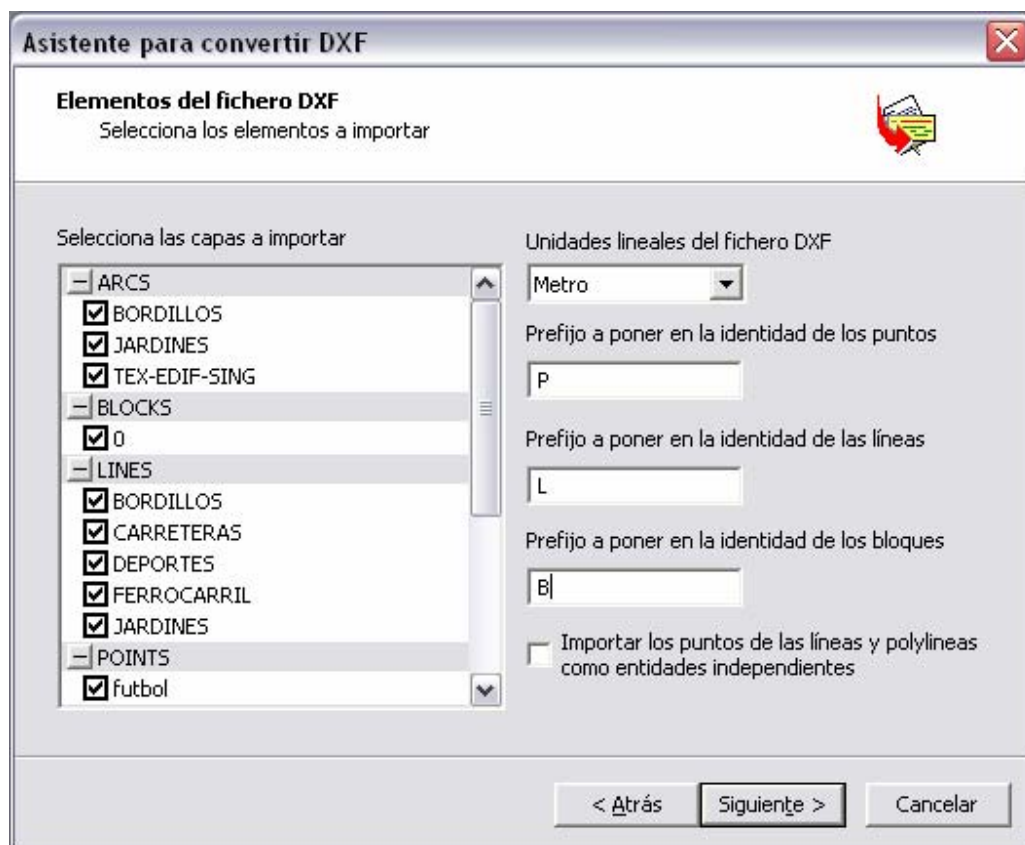 Asistente para convertir DXF
Elementos del fichero DXF
Selecciona los elementos a importar
Selecciona las capas a importar
ARCS
BORDILLOS
JARDINES
TEX-EDIF-SING
BLOCKS
0
LINES
BORDILLOS
CARRETERAS
DEPORTES
FERROCARRIL
JARDINES
POINTS
futbol
Unidades lineales del fichero DXF
Metro
Prefijo a poner en la identidad de los puntos
P
Prefijo a poner en la identidad de las líneas
L
Prefijo a poner en la identidad de los bloques
B
Importar los puntos de las líneas y polylineas
como entidades independientes
< Atrás
Siguiente >
Cancelar